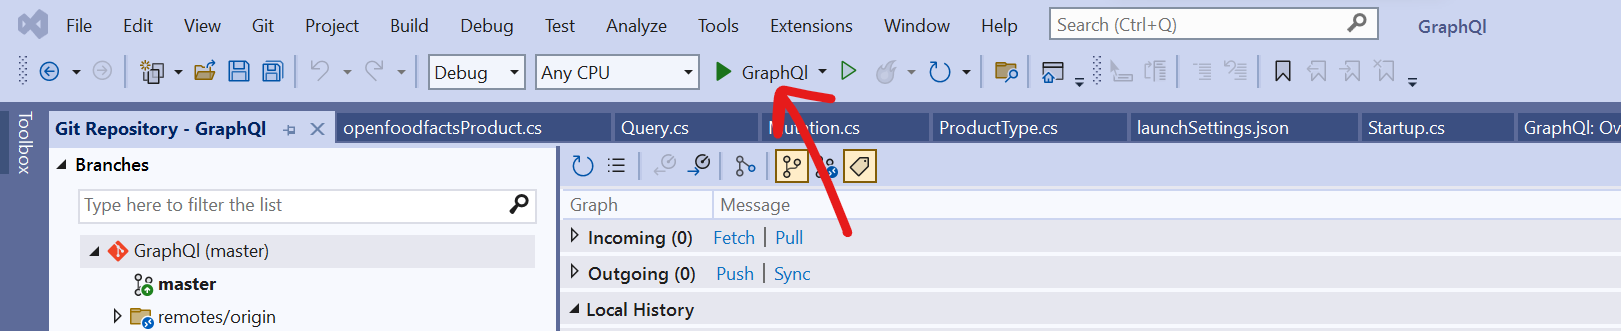 File Edit View Git Project Build Debug Test Analyze Tools Extensions Window Help Search (Ctrl+Q) GraphQl
Debug Any CPU GraphQl
Toolbox
Git Repository - GraphQl openfoodfactsProduct.cs Query.cs Mutation.cs ProductType.cs launchSettings.json Startup.cs GraphQl: Ov
Branches
Type here to filter the list
Graph Message
GraphQl (master)
Incoming (0) Fetch | Pull
master
Outgoing (0) Push | Sync
remotes/origin
Local History